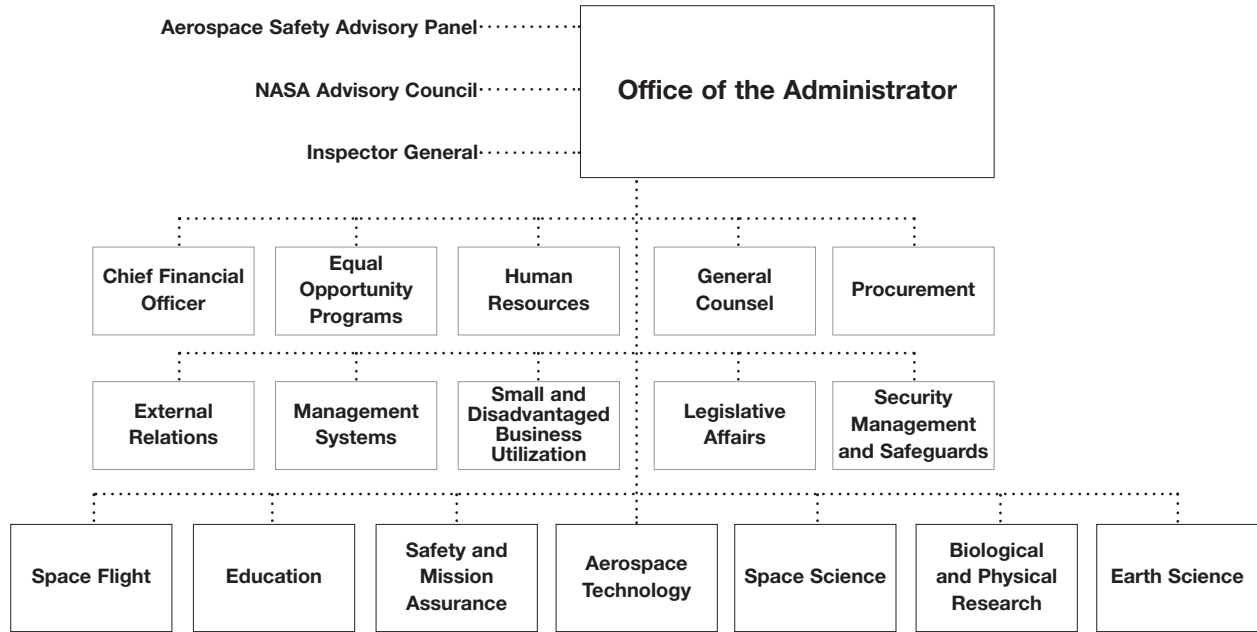 Aerospace Safety Advisory Panel
Office of the Administrator
NASA Advisory Council
Inspector General
Chief Financial
Officer
Equal
Opportunity
Programs
Human
Resources
General
Counsel
Procurement
External
Relations
Management
Systems
Small and
Disadvantaged
Business
Utilization
Legislative
Affairs
Security
Management
and Safeguards
Space Flight
Education
Safety and
Mission
Assurance
Aerospace
Technology
Space Science
Biological
and Physical
Research
Earth Science